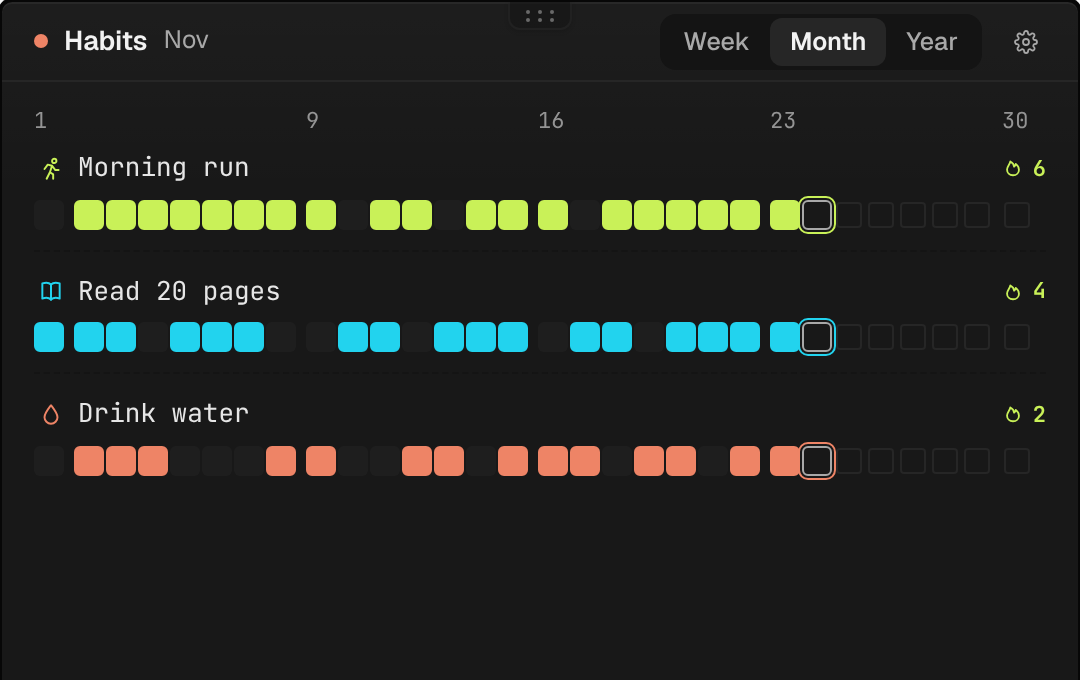 Habits Nov Week Month Year
1 9 16 23 30
Morning run 6
Read 20 pages 4
Drink water 2